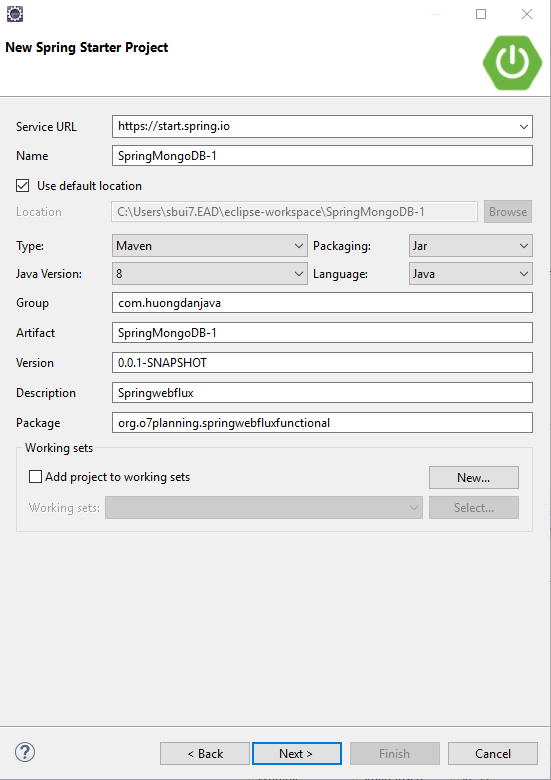 New Spring Starter Project
Service URL https://start.spring.io
Name SpringMongoDB-1
Use default location
Location C:\Users\sbui7.EAD\eclipse-workspace\SpringMongoDB-1 Browse
Type: Maven Packaging: Jar
Java Version: 8 Language: Java
Group com.huongdanjava
Artifact SpringMongoDB-1
Version 0.0.1-SNAPSHOT
Description Springwebflux
Package org.o7planning.springwebfluxfunctional
Working sets
Add project to working sets New...
Working sets: Select...
? < Back Next > Finish Cancel